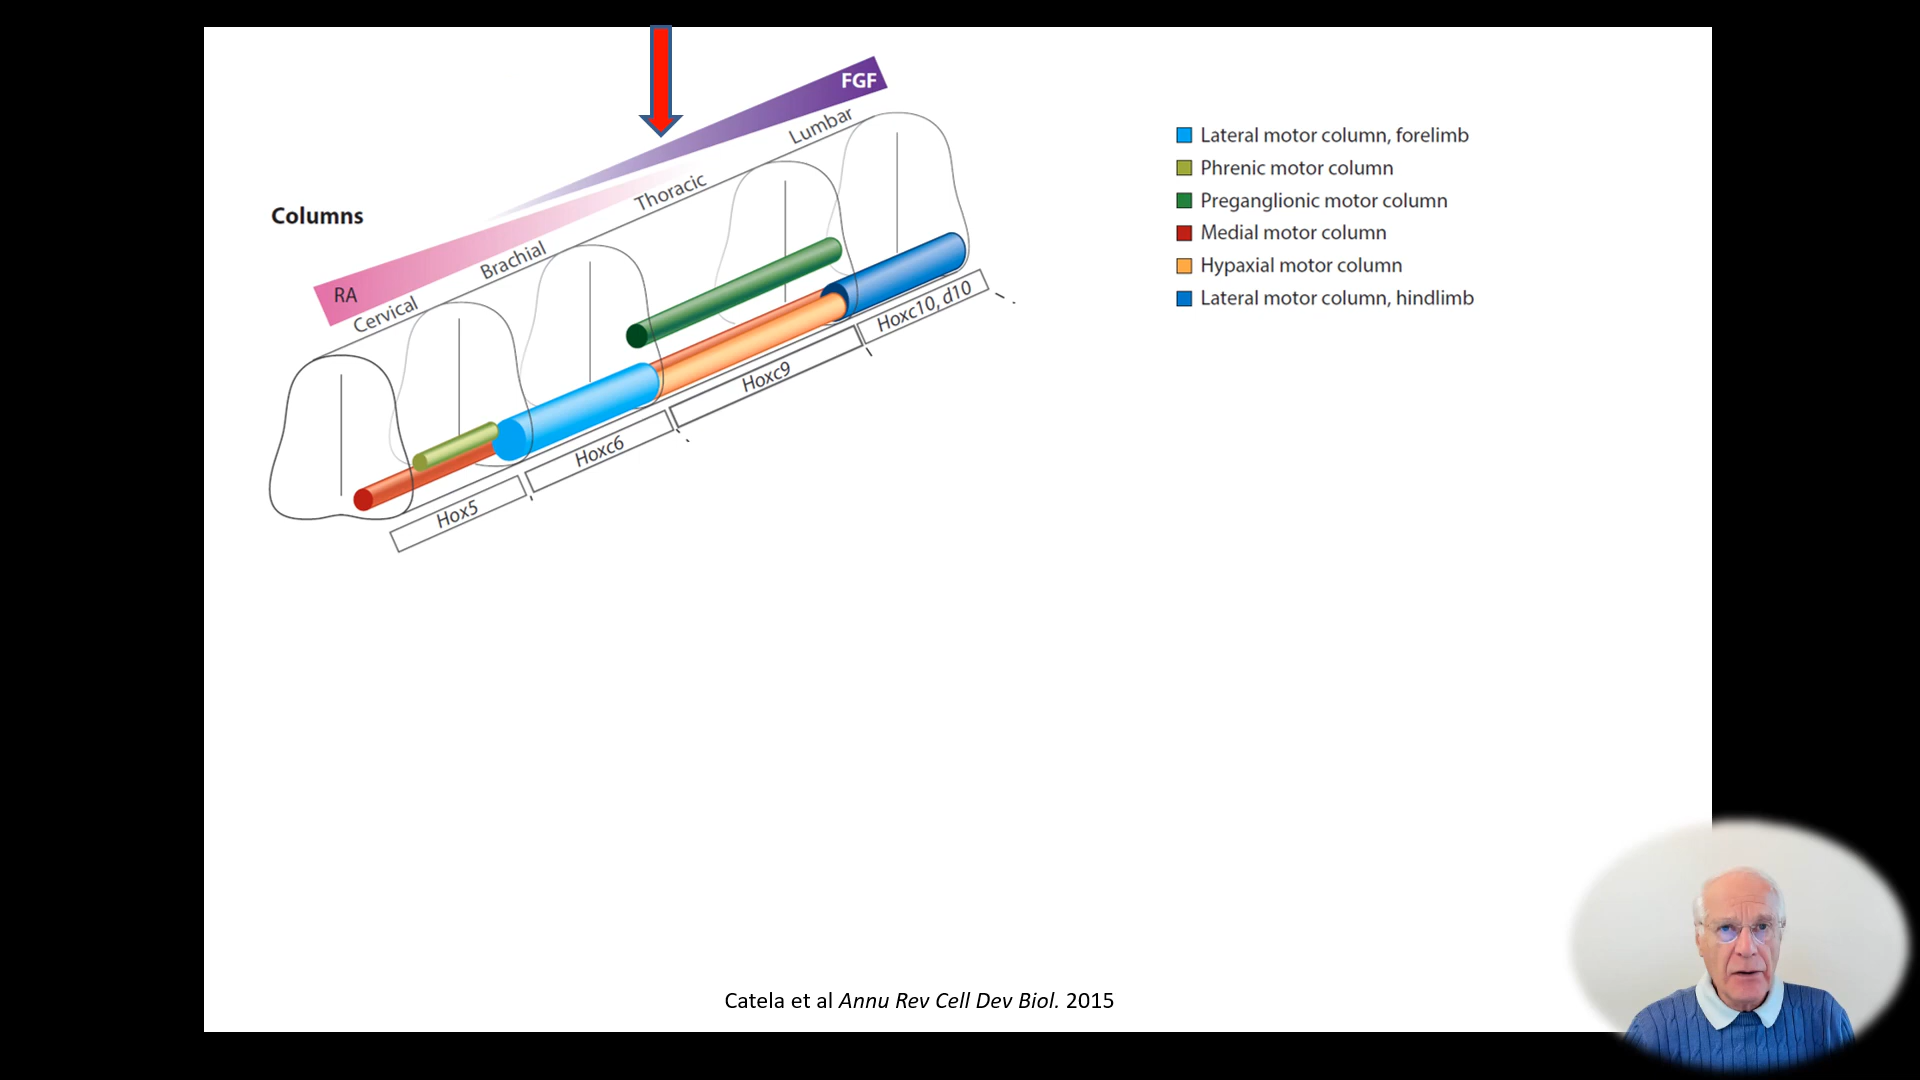 FGF
Lumbar
Thoracic
Columns
Brachial
RA
Cervical
Hoxc10, d10
Hoxc9
Hoxc6
Hox5
Lateral motor column, forelimb
Phrenic motor column
Preganglionic motor column
Medial motor column
Hypaxial motor column
Lateral motor column, hindlimb
Catela et al Annu Rev Cell Dev Biol. 2015